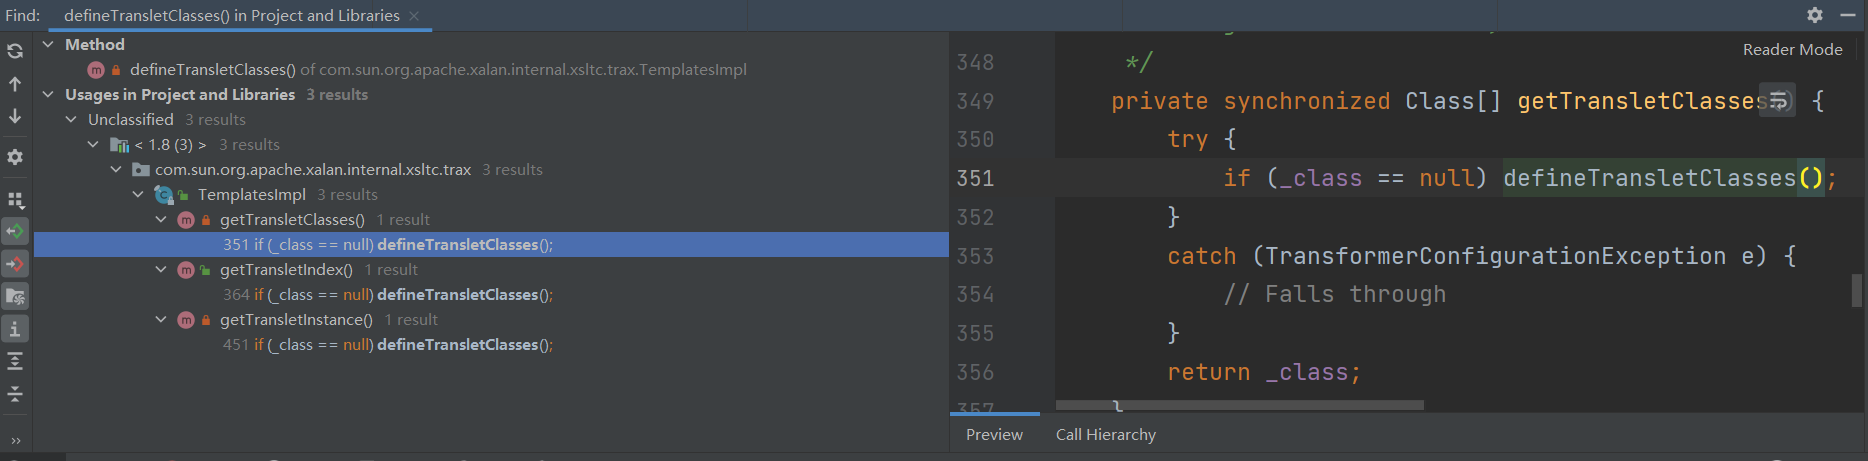 Find: defineTransletClasses() in Project and Libraries
Method
defineTransletClasses() of com.sun.org.apache.xalan.internal.xsltc.trax.TemplatesImpl
Usages in Project and Libraries 3 results
Unclassified 3 results
< 1.8 (3) > 3 results
com.sun.org.apache.xalan.internal.xsltc.trax 3 results
TemplatesImpl 3 results
getTransletClasses() 1 result
351 if (_class == null) defineTransletClasses();
getTransletIndex() 1 result
364 if (_class == null) defineTransletClasses();
getTransletInstance() 1 result
451 if (_class == null) defineTransletClasses();
Reader Mode
348 */
349 private synchronized Class[] getTransletClasses() {
350 try {
351 if (_class == null) defineTransletClasses();
352 }
353 catch (TransformerConfigurationException e) {
354 // Falls through
355 }
356 return _class;
357 }
Preview Call Hierarchy